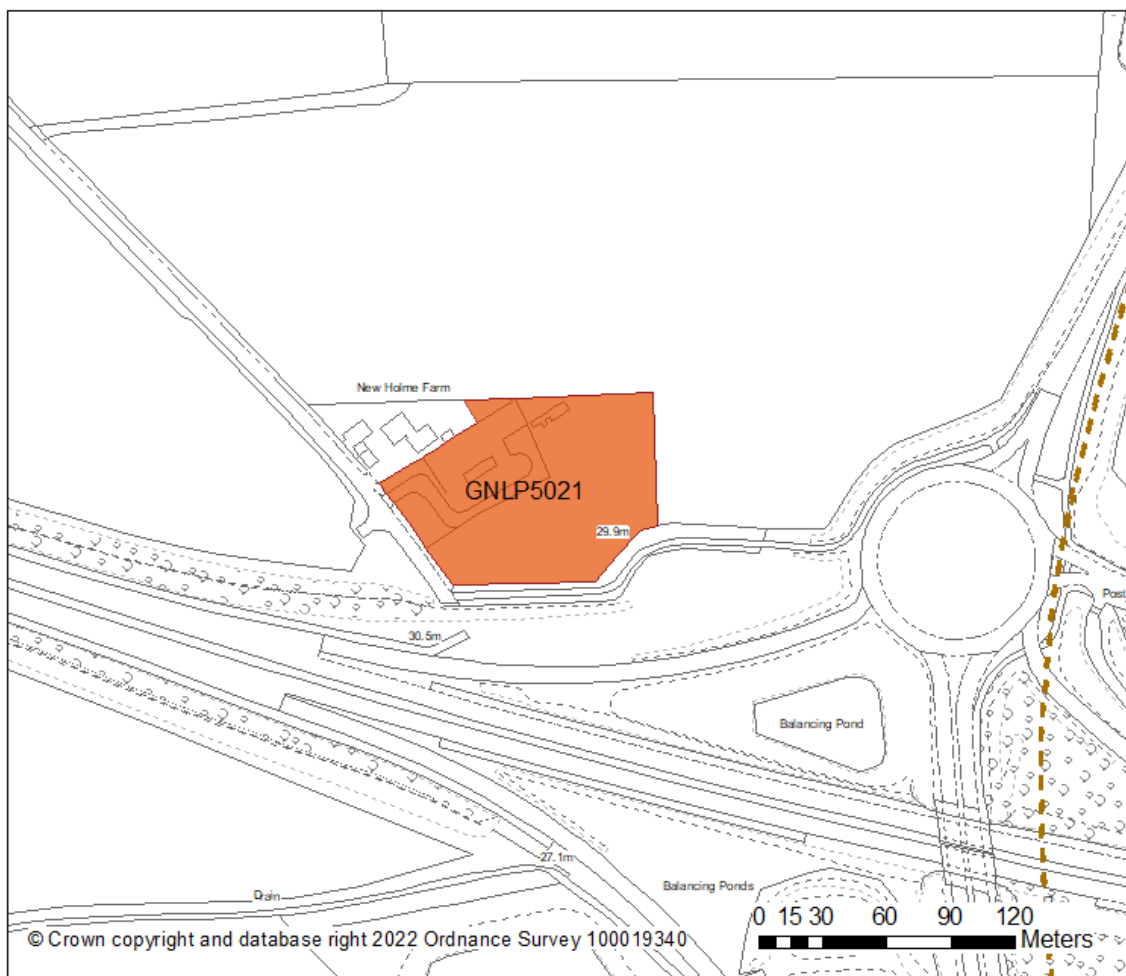 New Holme Farm
GNLP5021
29.9m
Post
30.5m
Balancing Pond
27.1m
Balancing Ponds
Drain
0 15 30 60 90 120
Meters
© Crown copyright and database right 2022 Ordnance Survey 100019340